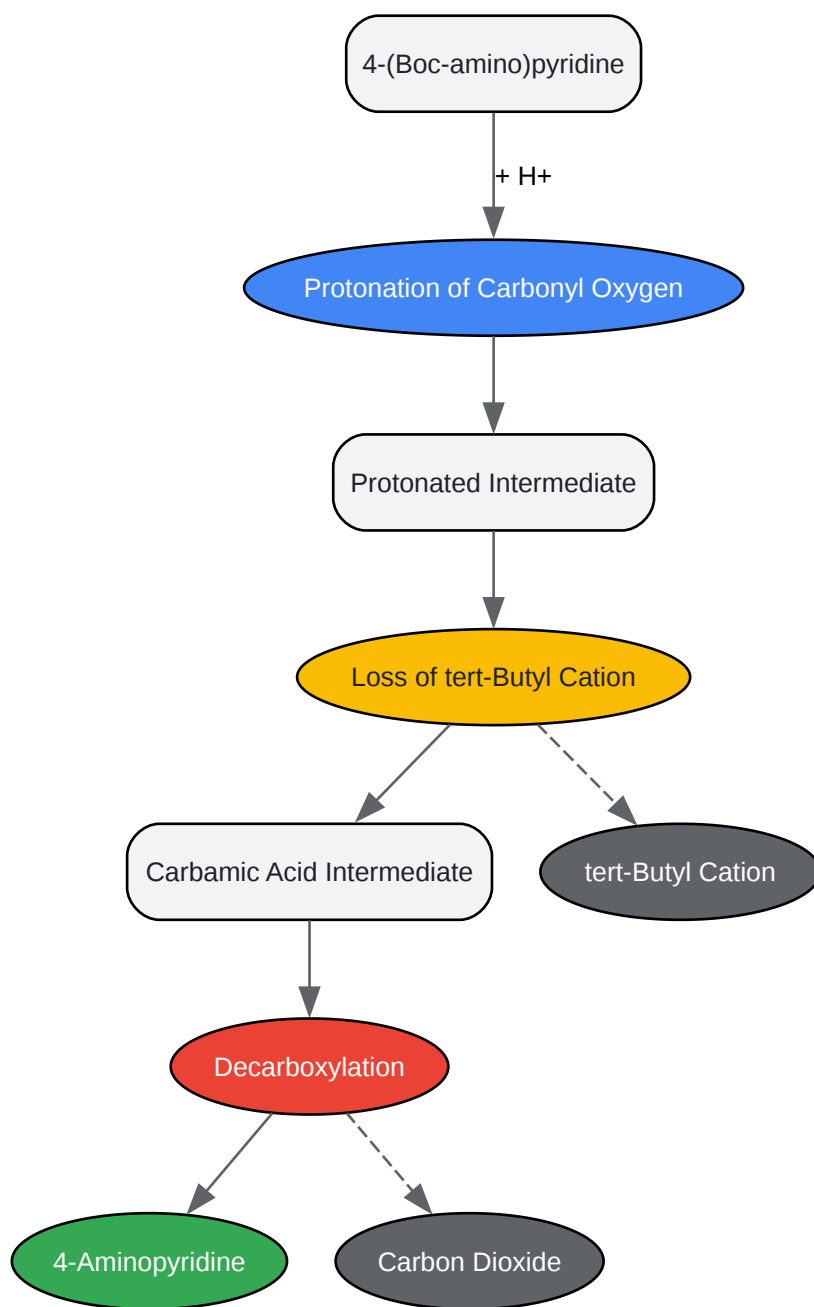 4-(Boc-amino)pyridine
+ H+
Protonation of Carbonyl Oxygen
Protonated Intermediate
Loss of tert-Butyl Cation
Carbamic Acid Intermediate
tert-Butyl Cation
Decarboxylation
4-Aminopyridine
Carbon Dioxide